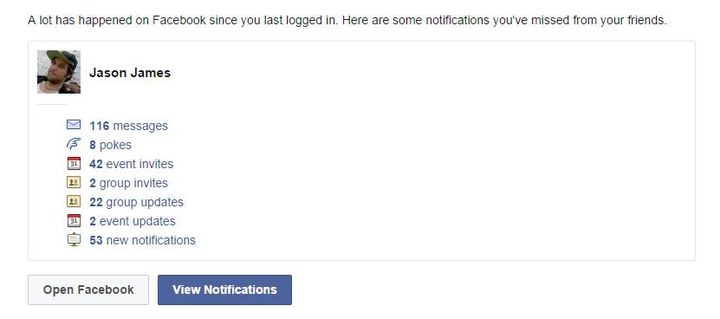 A lot has happened on Facebook since you last logged in. Here are some notifications you've missed from your friends.
Jason James
116 messages
8 pokes
42 event invites
2 group invites
22 group updates
2 event updates
53 new notifications
Open Facebook
View Notifications